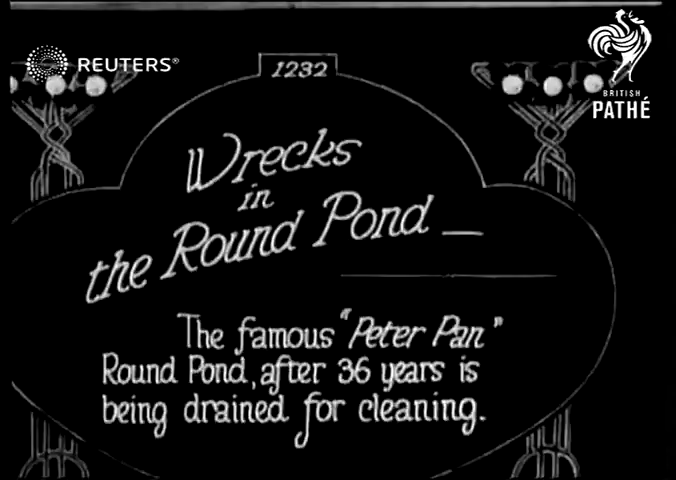 REUTERS®
BRITISH
PATHÉ
1232
Wrecks
in
the Round Pond —
The famous "Peter Pan"
Round Pond, after 36 years is
being drained for cleaning.